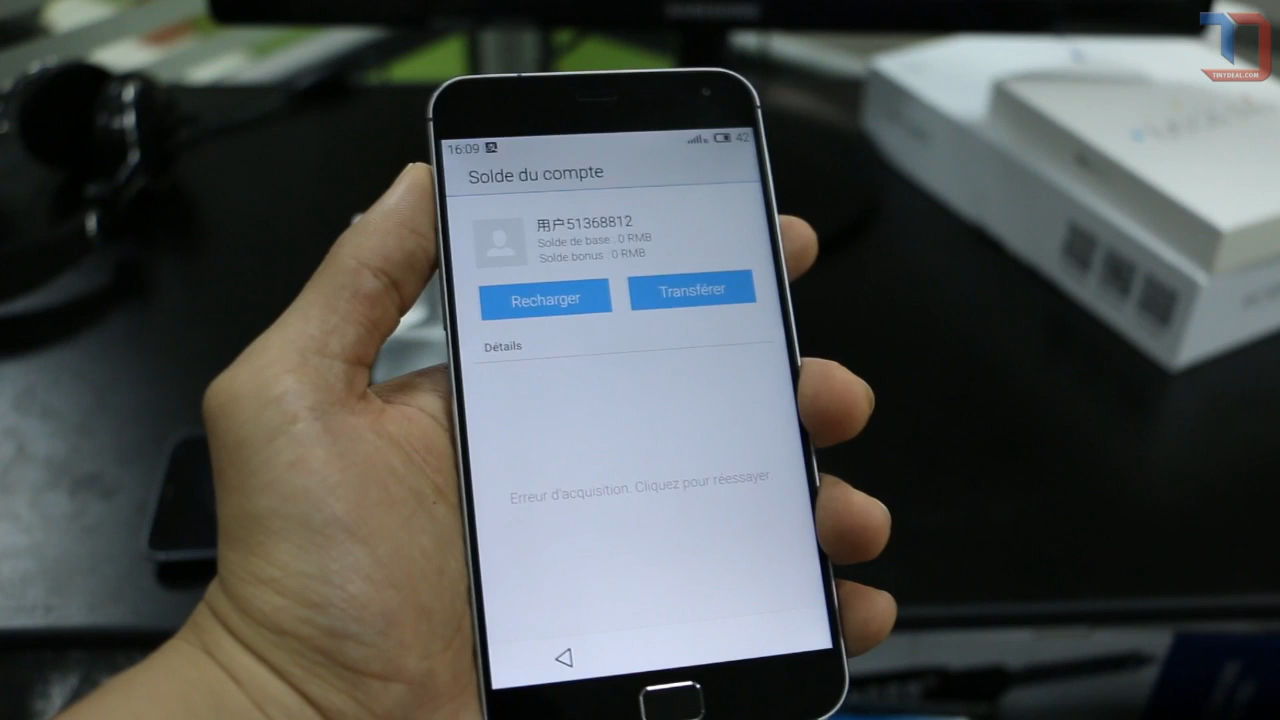 TINYDEAL.COM
16:09
42
Solde du compte
用户51368812
Solde de base : 0 RMB
Solde bonus : 0 RMB
Recharger
Transférer
Détails
Erreur d'acquisition. Cliquez pour réessayer.